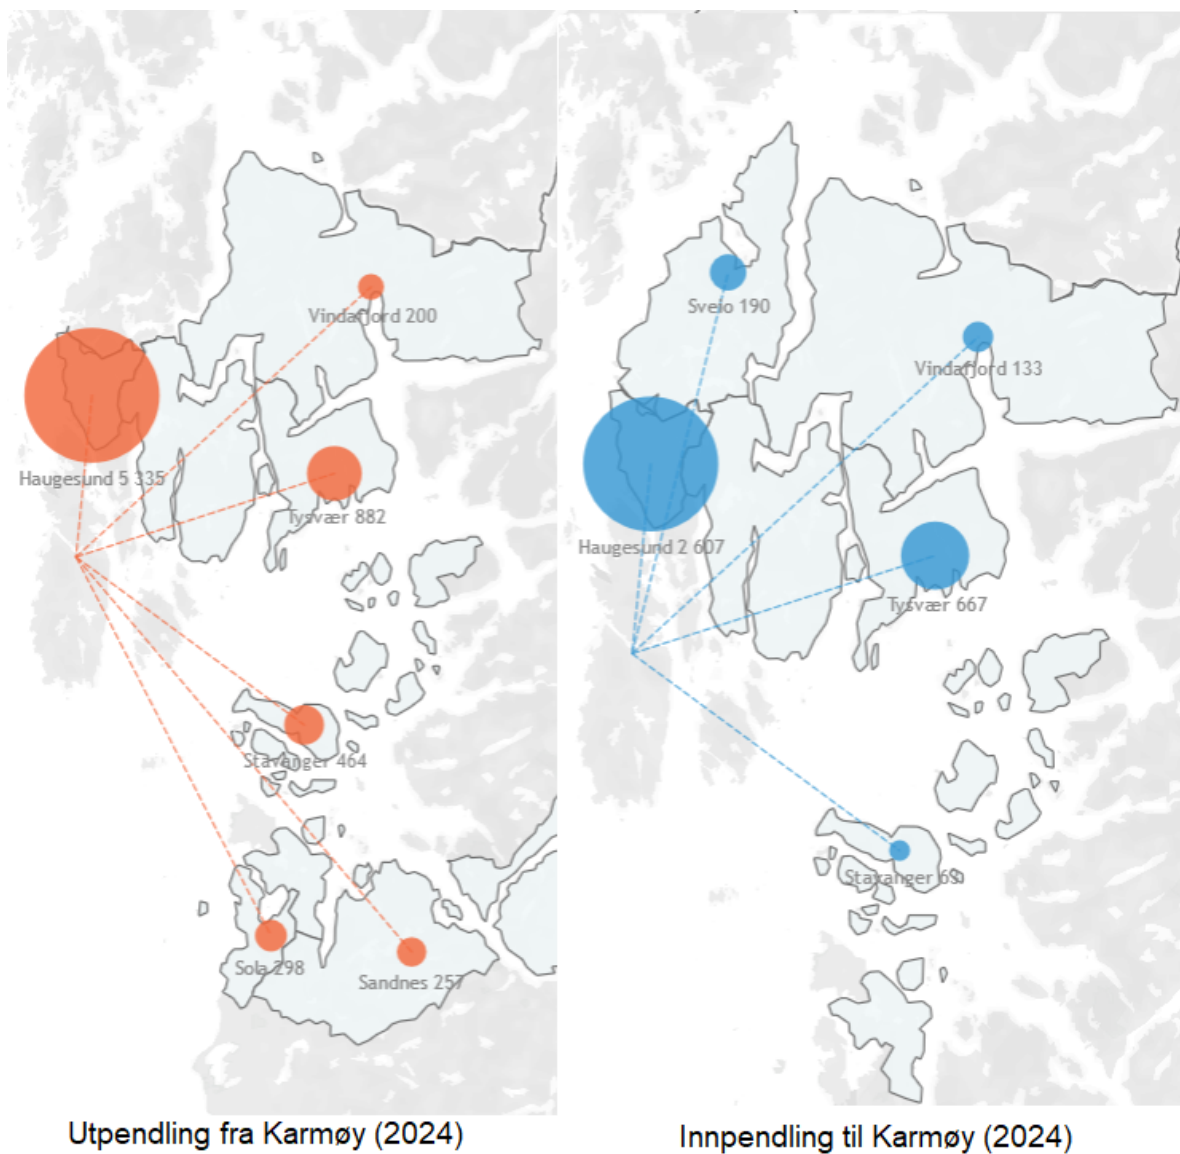 Vindafjord 200
Haugesund 5 335
Tysvær 882
Stavanger 464
Sola 298
Sandnes 257
Utpendling fra Karmøy (2024)
Sveio 190
Vindafjord 133
Haugesund 2 607
Tysvær 667
Stavanger
Innpendling til Karmøy (2024)